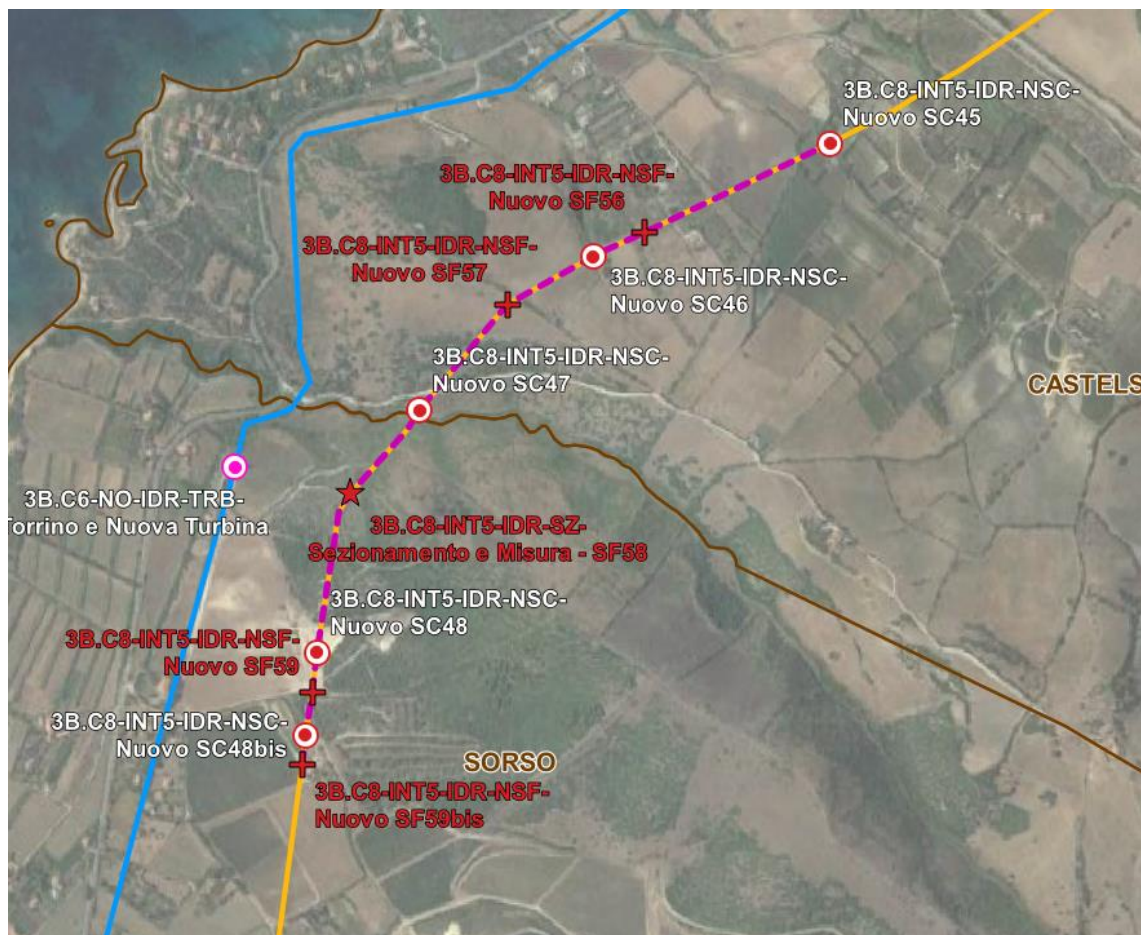 3B.C8-INT5-IDR-NSC-
Nuovo SC45
3B.C8-INT5-IDR-NSF-
Nuovo SF56
3B.C8-INT5-IDR-NSF-
Nuovo SF57
3B.C8-INT5-IDR-NSC-
Nuovo SC46
3B.C8-INT5-IDR-NSC-
Nuovo SC47
CASTELS
3B.C6-NO-IDR-TRB-
Torrino e Nuova Turbina
3B.C8-INT5-IDR-SZ-
Sezionamento e Misura - SF58
3B.C8-INT5-IDR-NSC-
Nuovo SC48
3B.C8-INT5-IDR-NSF-
Nuovo SF59
3B.C8-INT5-IDR-NSC-
Nuovo SC48bis
SORSO
3B.C8-INT5-IDR-NSF-
Nuovo SF59bis